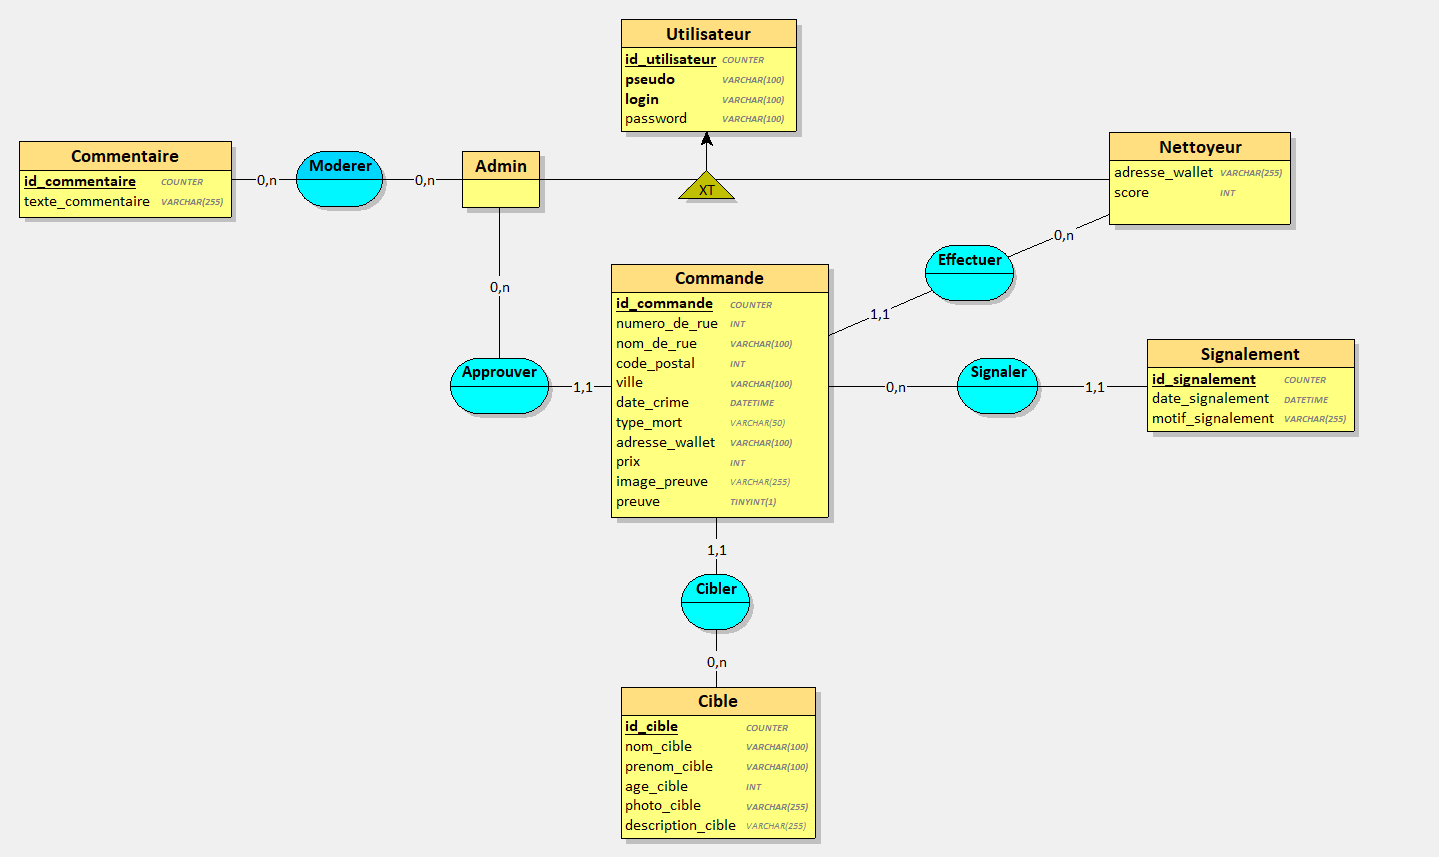 Utilisateur
id_utilisateur COUNTER
pseudo VARCHAR(100)
login VARCHAR(100)
password VARCHAR(100)
Commentaire
id_commentaire COUNTER
texte_commentaire VARCHAR(255)
0,n
Moderer
0,n
Admin
XT
Nettoyeur
adresse_wallet VARCHAR(255)
score INT
0,n
Effectuer
1,1
0,n
Approuver
1,1
Commande
id_commande COUNTER
numero_de_rue INT
nom_de_rue VARCHAR(100)
code_postal INT
ville VARCHAR(100)
date_crime DATETIME
type_mort VARCHAR(50)
adresse_wallet VARCHAR(100)
prix INT
image_preuve VARCHAR(255)
preuve TINYINT(1)
0,n
Signaler
1,1
Signalement
id_signalement COUNTER
date_signalement DATETIME
motif_signalement VARCHAR(255)
1,1
Cibler
0,n
Cible
id_cible COUNTER
nom_cible VARCHAR(100)
prenom_cible VARCHAR(100)
age_cible INT
photo_cible VARCHAR(255)
description_cible VARCHAR(255)